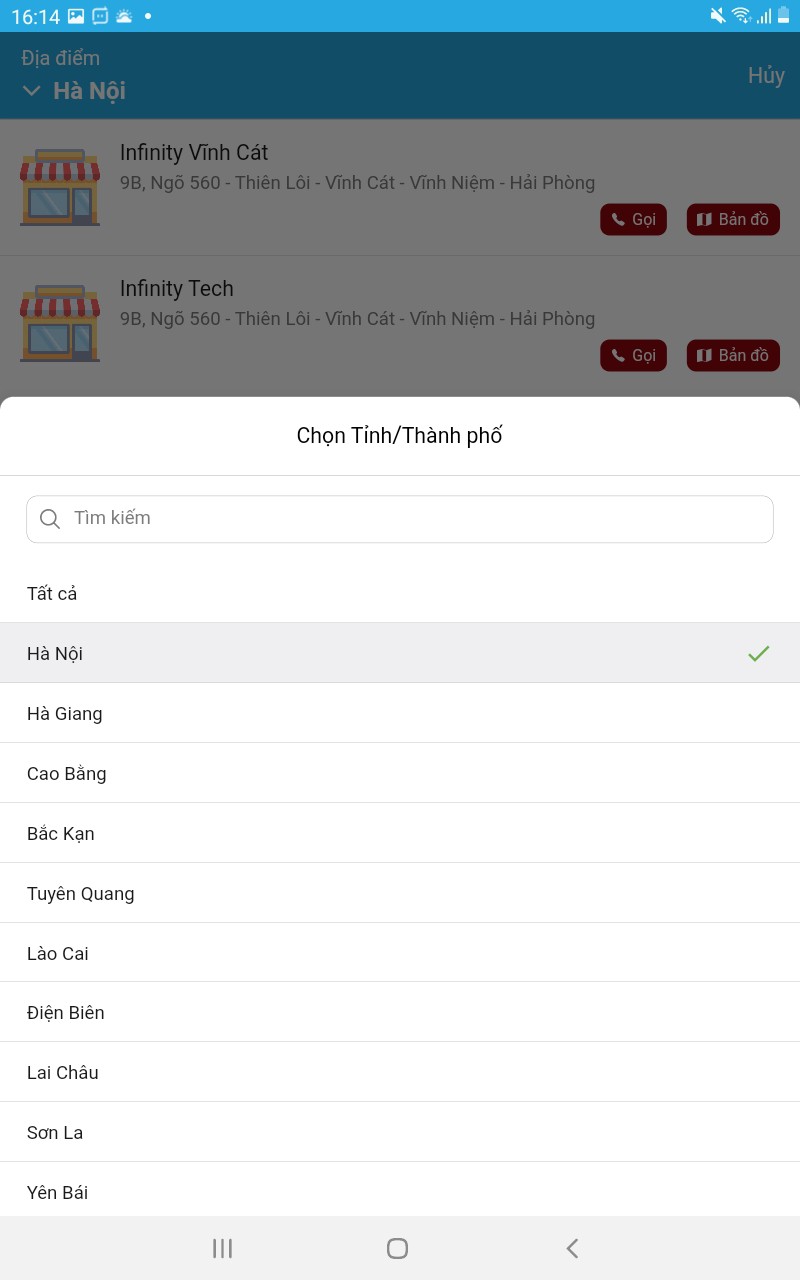 16:14
Địa điểm
Hà Nội
Hủy
Infinity Vĩnh Cát
9B, Ngõ 560 - Thiên Lôi - Vĩnh Cát - Vĩnh Niệm - Hải Phòng
Gọi
Bản đồ
Infinity Tech
9B, Ngõ 560 - Thiên Lôi - Vĩnh Cát - Vĩnh Niệm - Hải Phòng
Gọi
Bản đồ
Chọn Tỉnh/Thành phố
Tìm kiếm
Tất cả
Hà Nội
Hà Giang
Cao Bằng
Bắc Kạn
Tuyên Quang
Lào Cai
Điện Biên
Lai Châu
Sơn La
Yên Bái